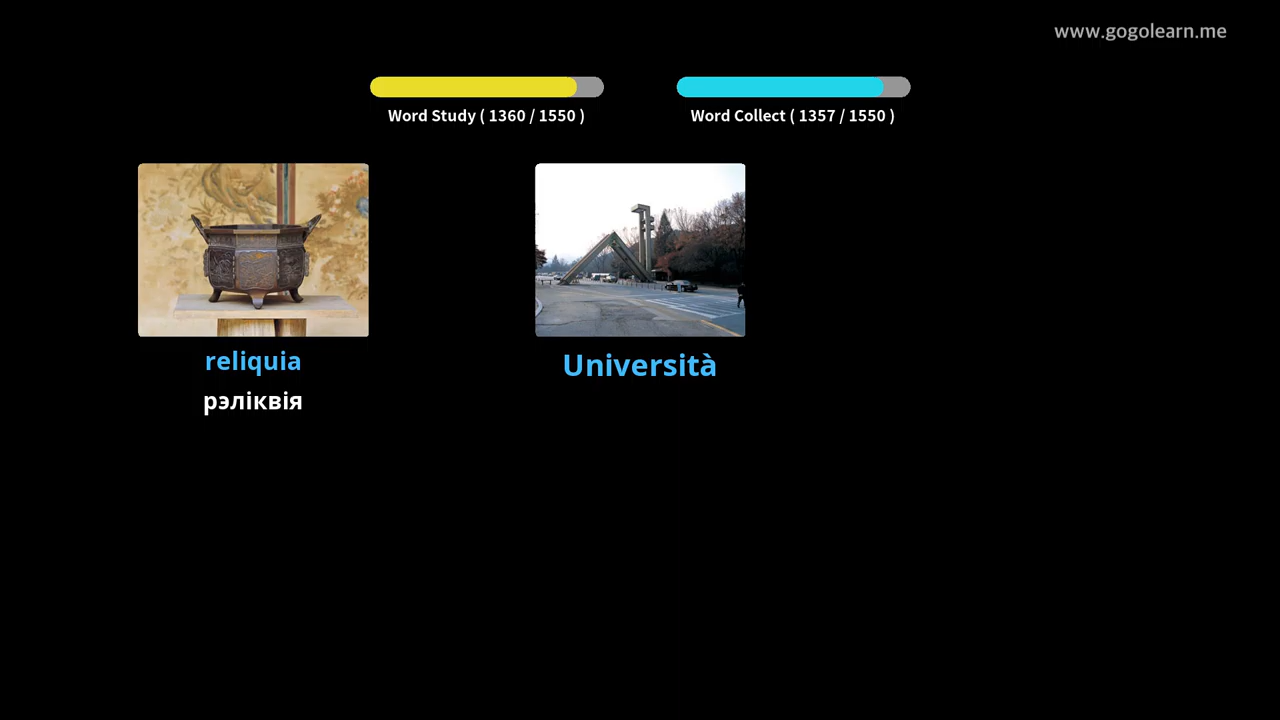 www.gogolearn.me
Word Study ( 1360 / 1550 )
Word Collect ( 1357 / 1550 )
reliquia
рэліквія
Università